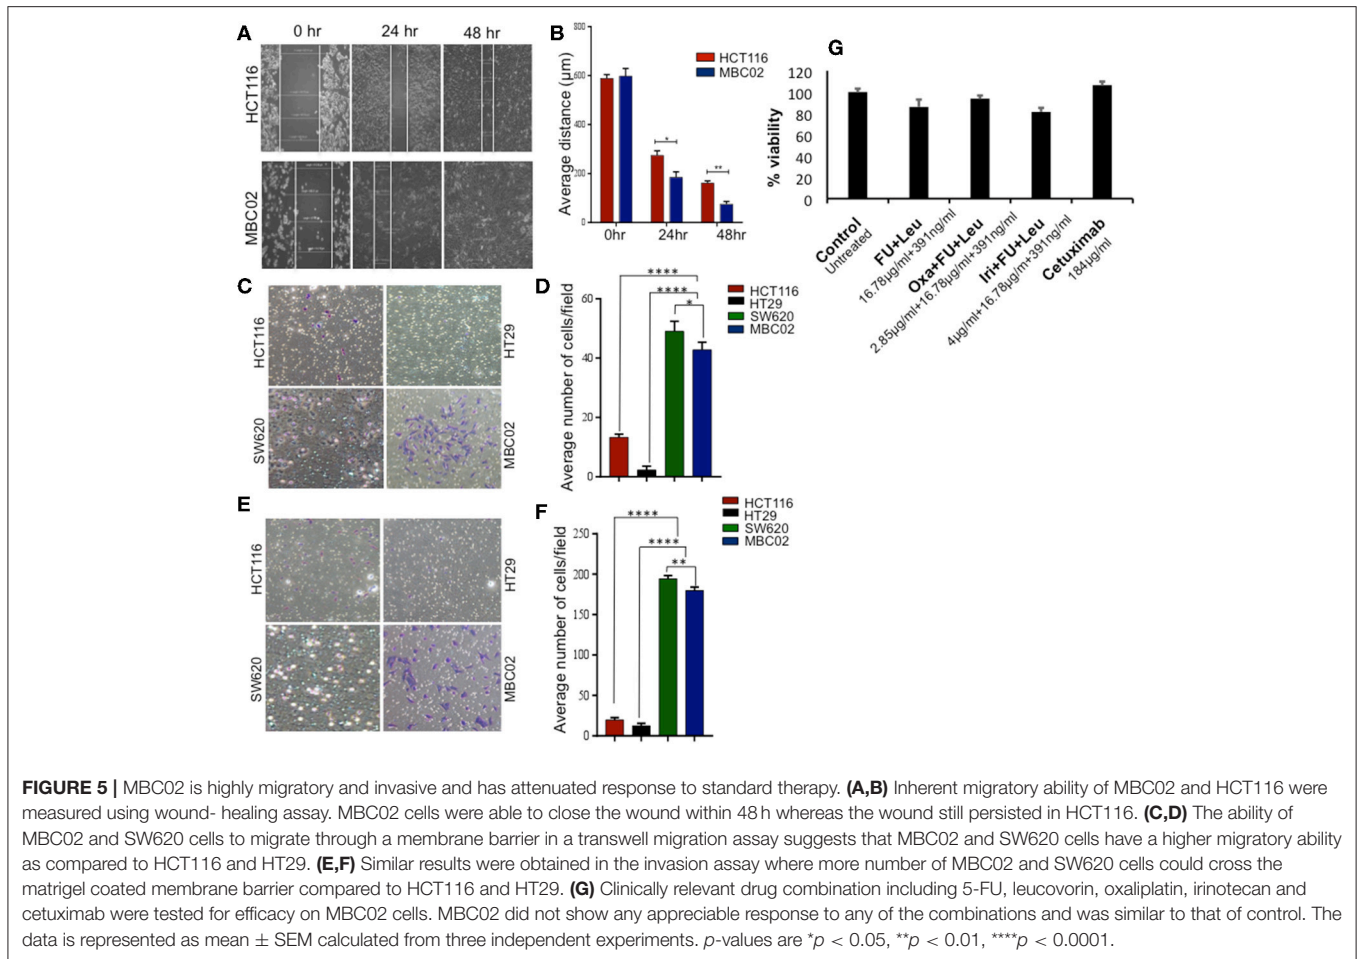 A
0 hr
24 hr
48 hr
HCT116
MBC02
B
Average distance (µm)
800
600
400
200
0
HCT116
MBC02
*
**
0hr
24hr
48hr
C
HCT116
HT29
SW620
MBC02
D
Average number of cells/field
60
40
20
0
****
****
*
HCT116
HT29
SW620
MBC02
E
HCT116
HT29
SW620
MBC02
F
Average number of cells/field
250
200
150
100
50
0
****
****
**
HCT116
HT29
SW620
MBC02
G
% viability
120
100
80
60
40
20
0
Control
Untreated
FU+Leu
16.78µg/ml+391ng/ml
Oxa+FU+Leu
2.85µg/ml+16.78µg/ml+391ng/ml
Iri+FU+Leu
4µg/ml+16.78µg/ml+391ng/ml
Cetuximab
184µg/ml
FIGURE 5 | MBC02 is highly migratory and invasive and has attenuated response to standard therapy. (A,B) Inherent migratory ability of MBC02 and HCT116 were
measured using wound- healing assay. MBC02 cells were able to close the wound within 48 h whereas the wound still persisted in HCT116. (C,D) The ability of
MBC02 and SW620 cells to migrate through a membrane barrier in a transwell migration assay suggests that MBC02 and SW620 cells have a higher migratory ability
as compared to HCT116 and HT29. (E,F) Similar results were obtained in the invasion assay where more number of MBC02 and SW620 cells could cross the
matrigel coated membrane barrier compared to HCT116 and HT29. (G) Clinically relevant drug combination including 5-FU, leucovorin, oxaliplatin, irinotecan and
cetuximab were tested for efficacy on MBC02 cells. MBC02 did not show any appreciable response to any of the combinations and was similar to that of control. The
data is represented as mean ± SEM calculated from three independent experiments. p-values are *p < 0.05, **p < 0.01, ****p < 0.0001.